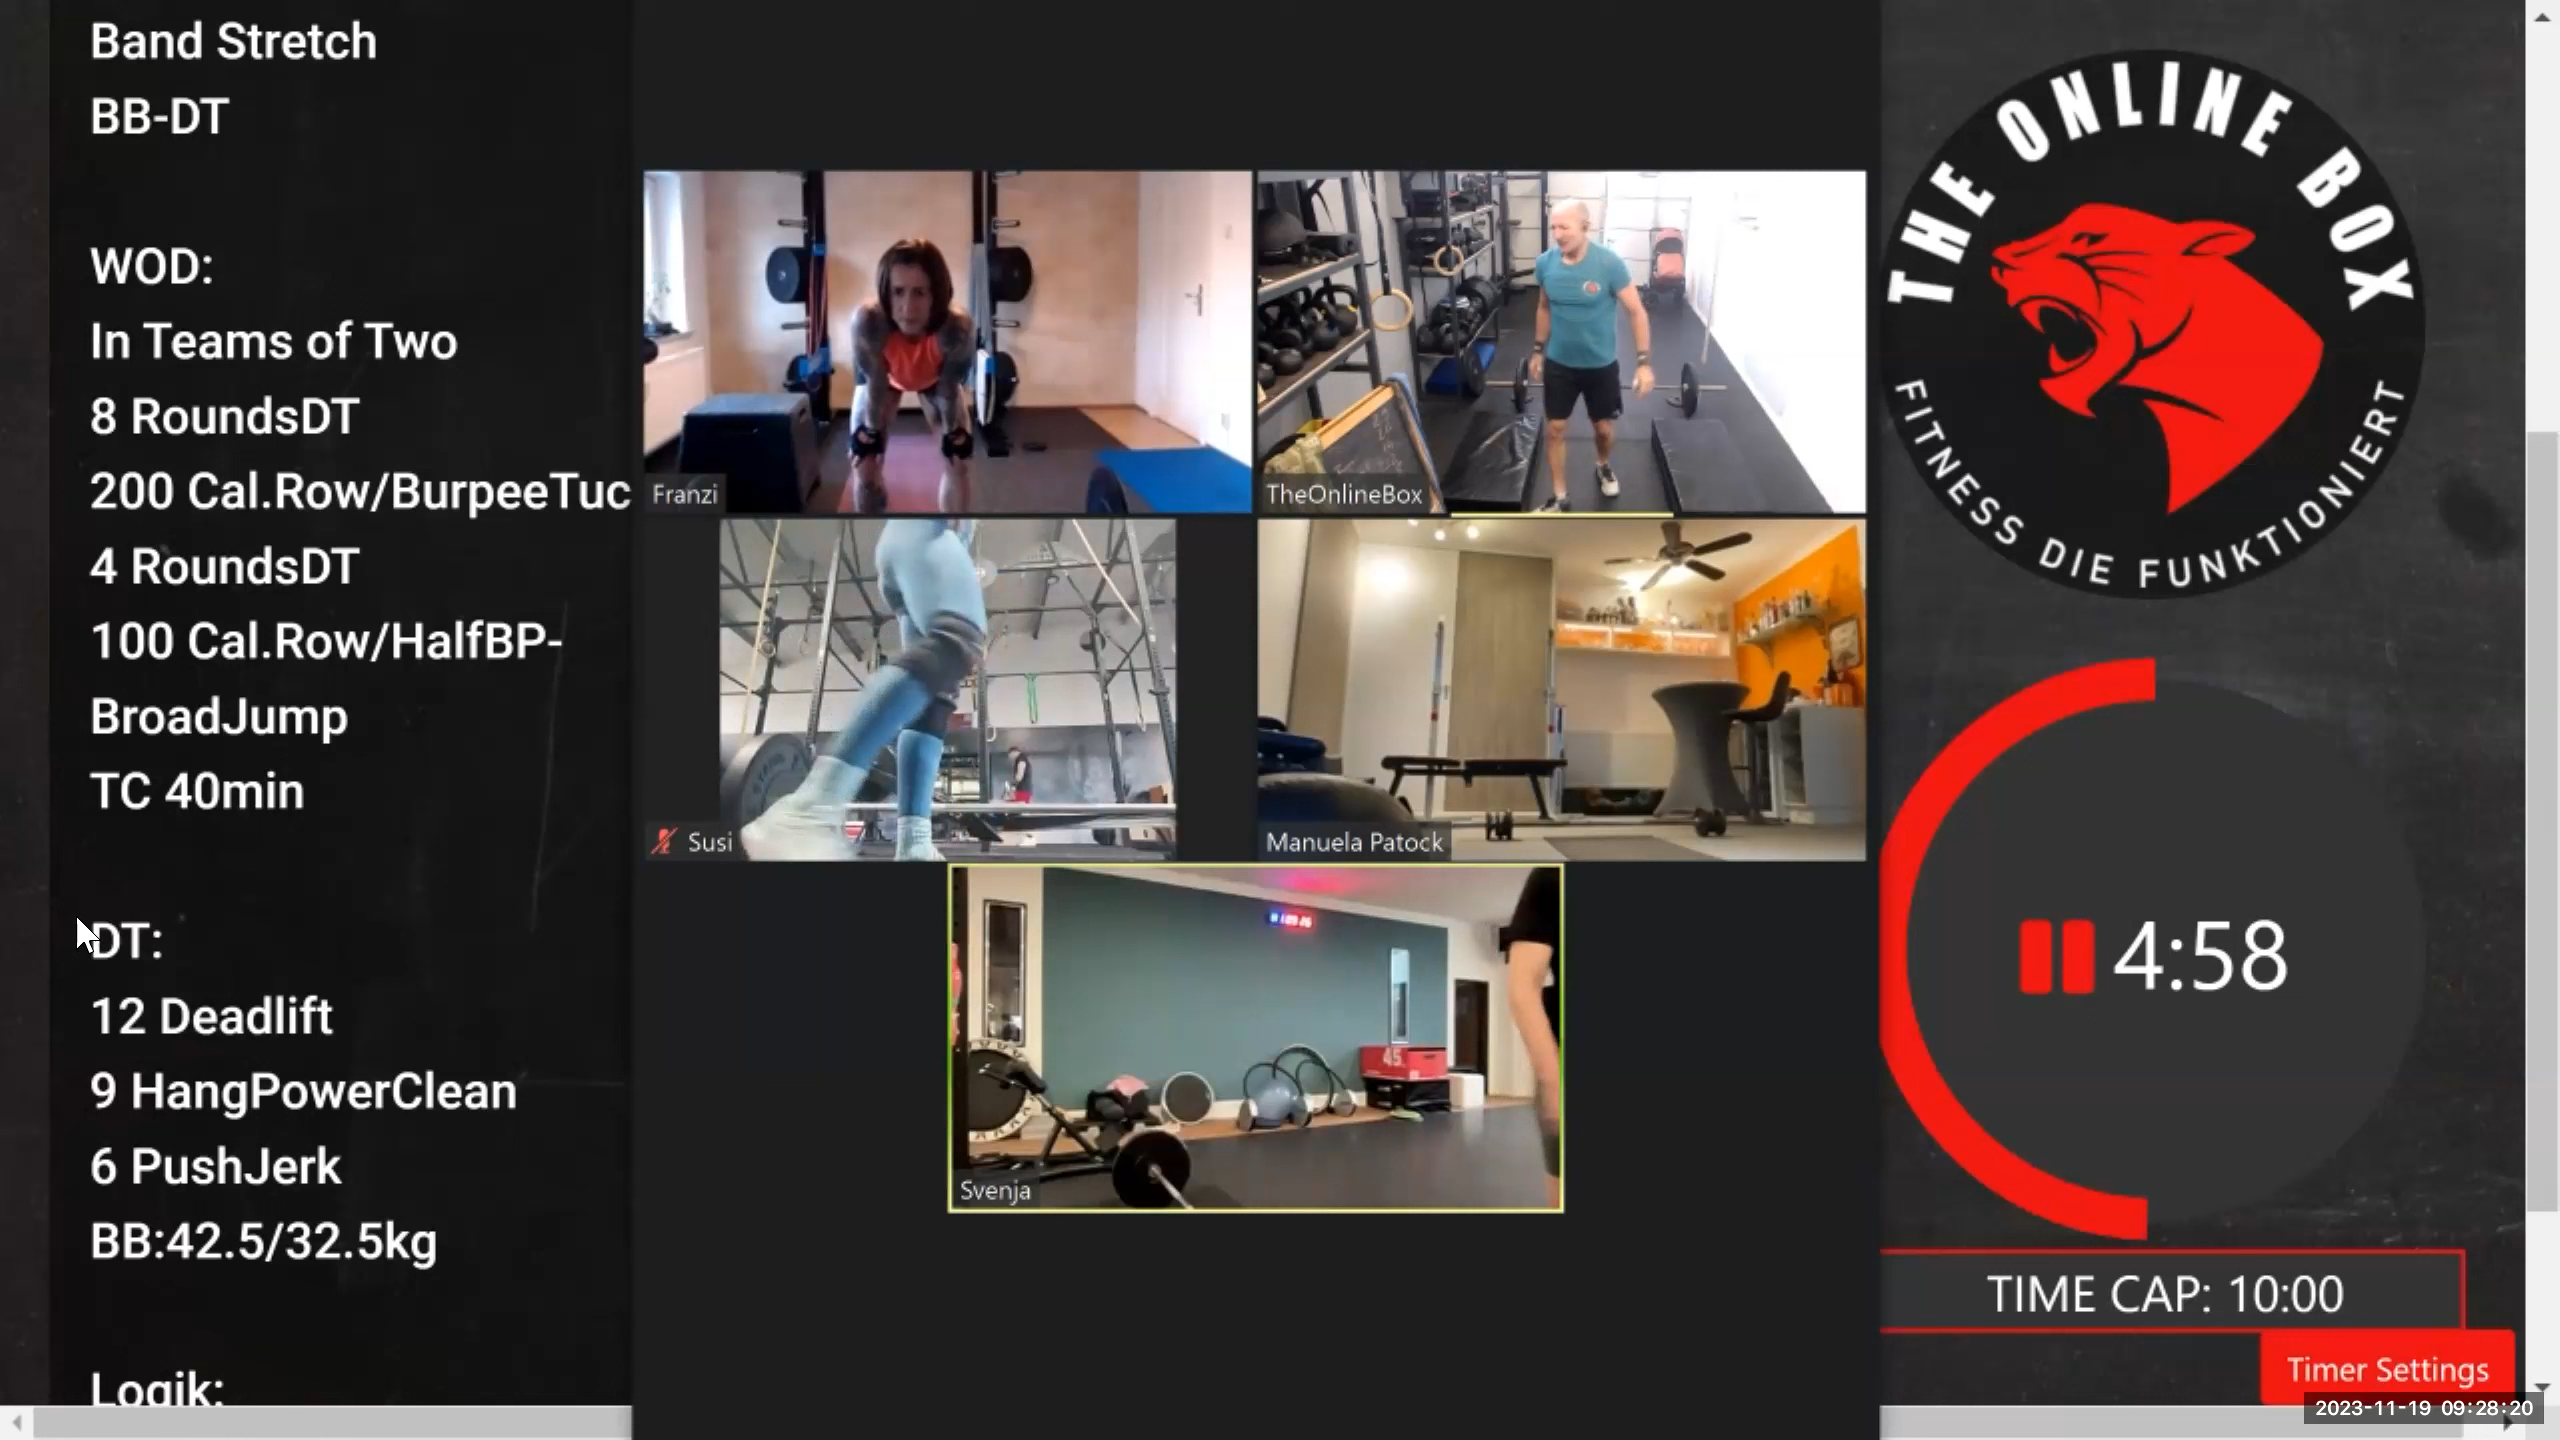 Band Stretch
BB-DT
WOD:
In Teams of Two
8 RoundsDT
200 Cal.Row/BurpeeTuc
4 RoundsDT
100 Cal.Row/HalfBP-
BroadJump
TC 40min
DT:
12 Deadlift
9 HangPowerClean
6 PushJerk
BB:42.5/32.5kg
Logik:
Franzi
TheOnlineBox
Susi
Manuela Patock
45
Svenja
THE ONLINE BOX
FITNESS DIE FUNKTIONIERT
4:58
TIME CAP: 10:00
Timer Settings
2023-11-19 09:28:20